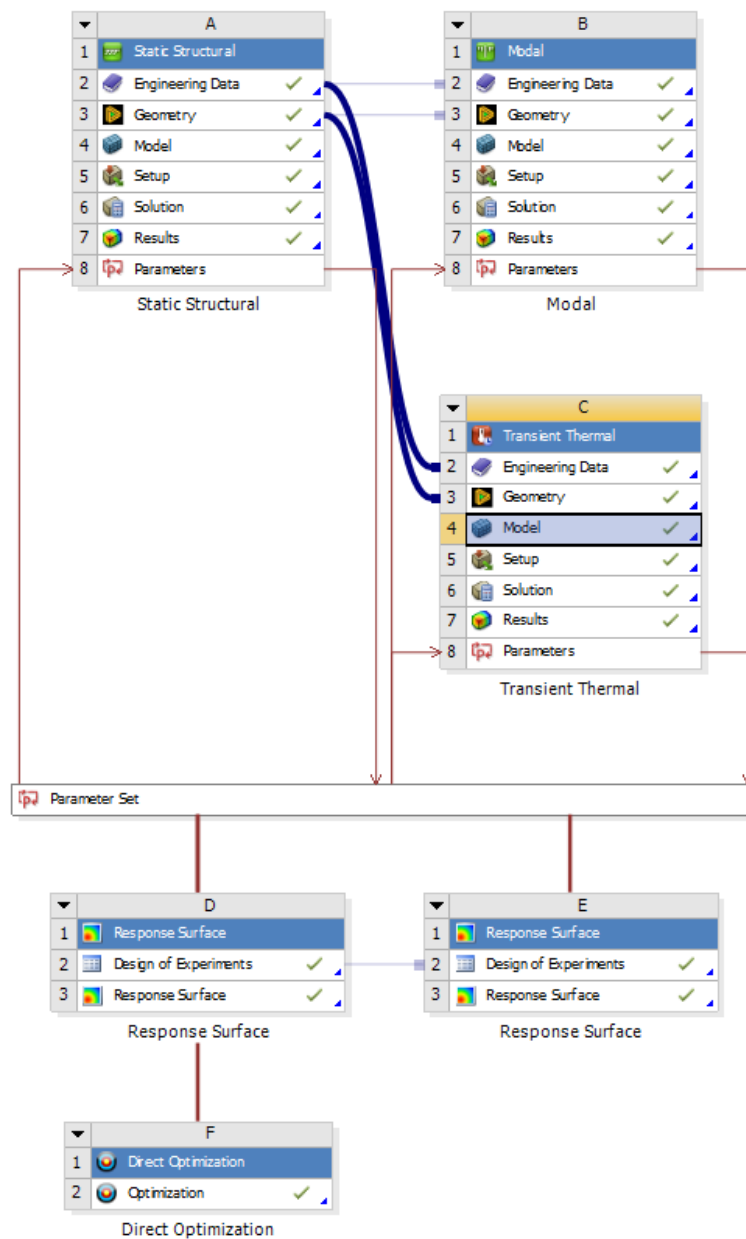 A
1 Static Structural
2 Engineering Data
3 Geometry
4 Model
5 Setup
6 Solution
7 Results
8 Parameters
Static Structural
B
1 Modal
2 Engineering Data
3 Geometry
4 Model
5 Setup
6 Solution
7 Results
8 Parameters
Modal
C
1 Transient Thermal
2 Engineering Data
3 Geometry
4 Model
5 Setup
6 Solution
7 Results
8 Parameters
Transient Thermal
Parameter Set
D
1 Response Surface
2 Design of Experiments
3 Response Surface
Response Surface
E
1 Response Surface
2 Design of Experiments
3 Response Surface
Response Surface
F
1 Direct Optimization
2 Optimization
Direct Optimization